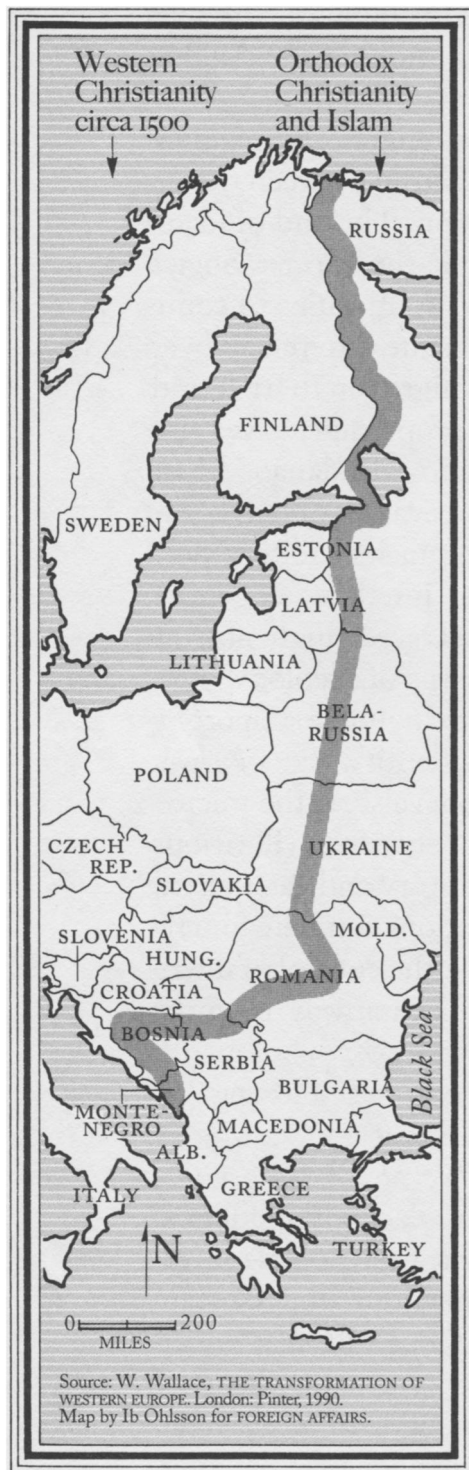 Western
Christianity
circa 1500
Orthodox
Christianity
and Islam
RUSSIA
FINLAND
SWEDEN
ESTONIA
LATVIA
LITHUANIA
BELA-
RUSSIA
POLAND
CZECH
REP.
UKRAINE
SLOVAKIA
SLOVENIA
HUNG.
MOLD.
ROMANIA
CROATIA
BOSNIA
SERBIA
Black Sea
BULGARIA
MONTE-
NEGRO
MACEDONIA
ALB.
ITALY
GREECE
TURKEY
N
0 200
MILES
Source: W. Wallace, THE TRANSFORMATION OF
WESTERN EUROPE. London: Pinter, 1990.
Map by Ib Ohlsson for FOREIGN AFFAIRS.